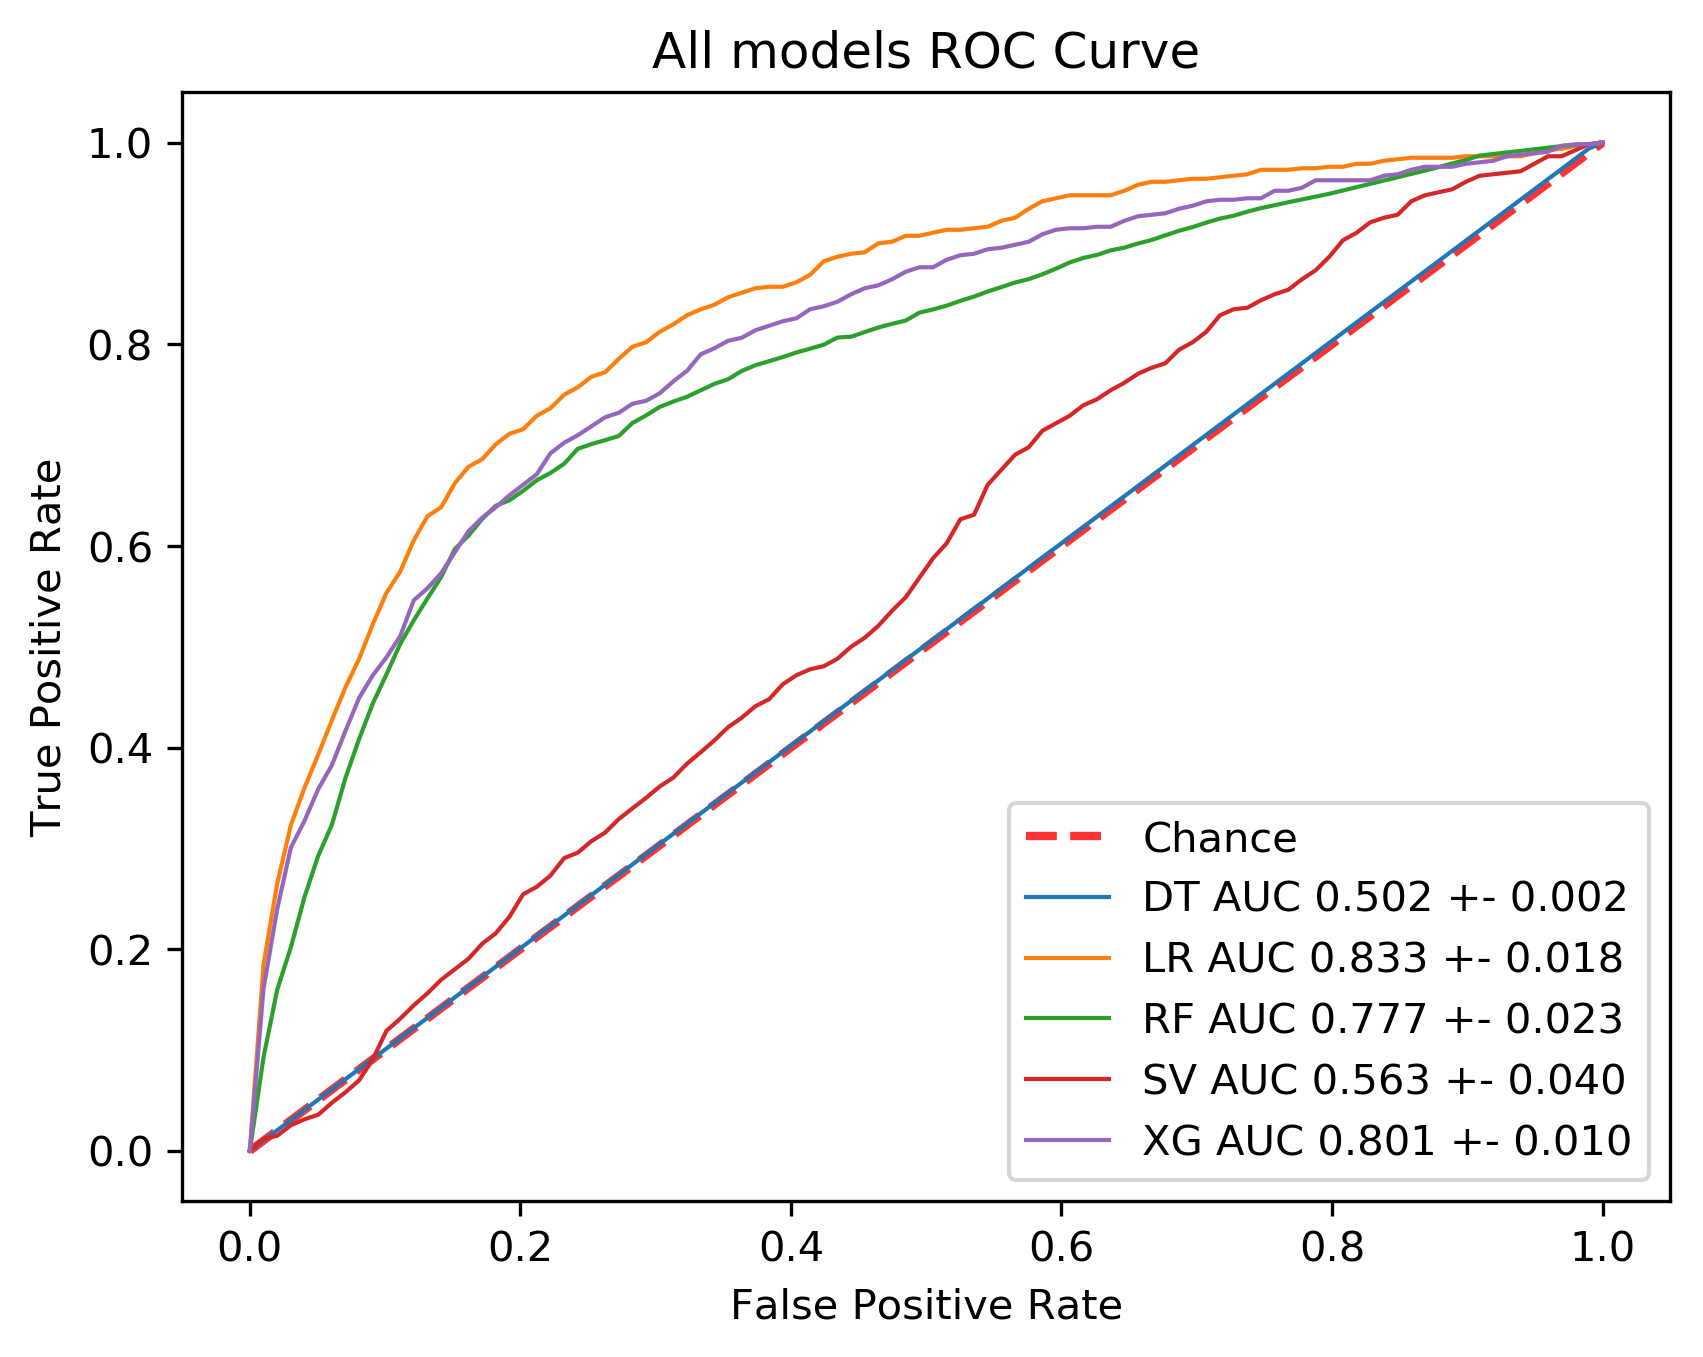 All models ROC Curve
1.0
0.8
0.6
0.4
0.2
0.0
True Positive Rate
Chance
DT AUC 0.502 +- 0.002
LR AUC 0.833 +- 0.018
RF AUC 0.777 +- 0.023
SV AUC 0.563 +- 0.040
XG AUC 0.801 +- 0.010
0.0 0.2 0.4 0.6 0.8 1.0
False Positive Rate